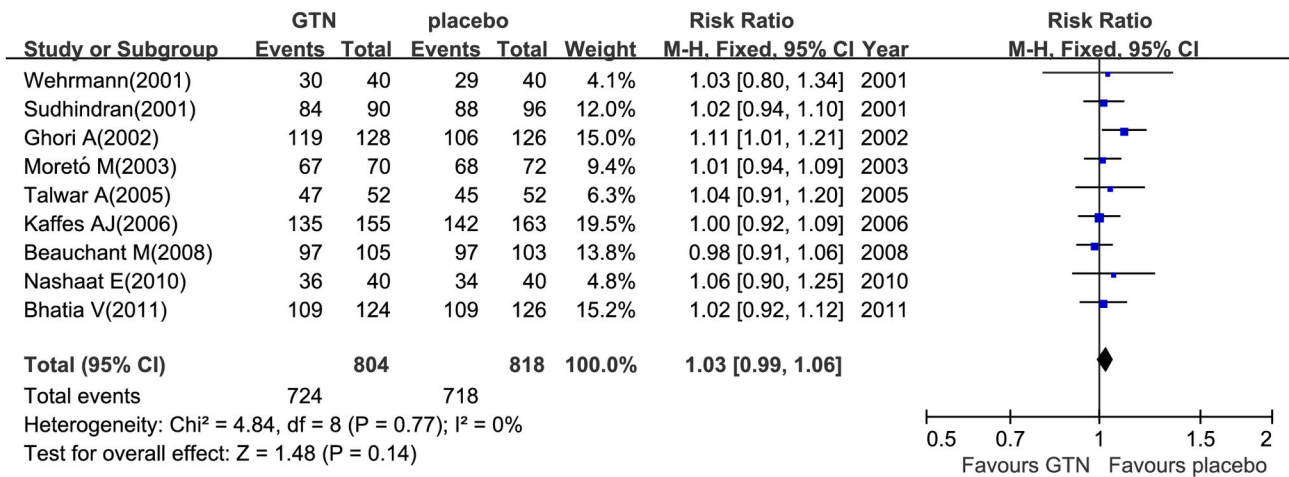 GTN placebo Risk Ratio Risk Ratio
Study or Subgroup Events Total Events Total Weight M-H, Fixed, 95% CI Year M-H, Fixed, 95% CI
Wehrmann(2001) 30 40 29 40 4.1% 1.03 [0.80, 1.34] 2001
Sudhindran(2001) 84 90 88 96 12.0% 1.02 [0.94, 1.10] 2001
Ghori A(2002) 119 128 106 126 15.0% 1.11 [1.01, 1.21] 2002
Moretó M(2003) 67 70 68 72 9.4% 1.01 [0.94, 1.09] 2003
Talwar A(2005) 47 52 45 52 6.3% 1.04 [0.91, 1.20] 2005
Kaffes AJ(2006) 135 155 142 163 19.5% 1.00 [0.92, 1.09] 2006
Beauchant M(2008) 97 105 97 103 13.8% 0.98 [0.91, 1.06] 2008
Nashaat E(2010) 36 40 34 40 4.8% 1.06 [0.90, 1.25] 2010
Bhatia V(2011) 109 124 109 126 15.2% 1.02 [0.92, 1.12] 2011
Total (95% CI) 804 818 100.0% 1.03 [0.99, 1.06]
Total events 724 718
Heterogeneity: Chi² = 4.84, df = 8 (P = 0.77); I² = 0%
Test for overall effect: Z = 1.48 (P = 0.14)
0.5 0.7 1 1.5 2
Favours GTN Favours placebo